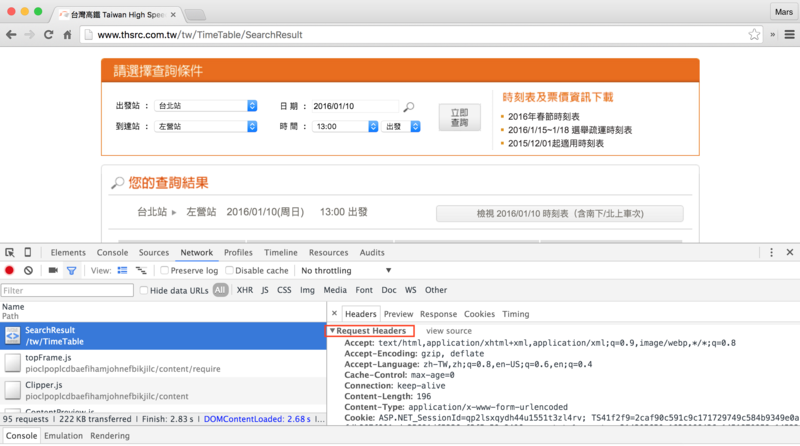 台灣高鐵 Taiwan High Spee
Mars
www.thsrc.com.tw/tw/TimeTable/SearchResult
請選擇查詢條件
出發站 : 台北站 日 期 : 2016/01/10 立即查詢
到達站 : 左營站 時 間 : 13:00 出發
時刻表及票價資訊下載
2016年春節時刻表
2016/1/15~1/18 選舉疏運時刻表
2015/12/01起適用時刻表
您的查詢結果
台北站 ▸ 左營站 2016/01/10(周日) 13:00 出發 檢視 2016/01/10 時刻表（含南下/北上車次）
Elements Console Sources Network Profiles Timeline Resources Audits
View: Preserve log Disable cache No throttling
Filter Hide data URLs All XHR JS CSS Img Media Font Doc WS Other
Name
Path
SearchResult
/tw/TimeTable
topFrame.js
pioclpoplcdbaefihamjohnefbikjilc/content/require
Clipper.js
pioclpoplcdbaefihamjohnefbikjilc/content
ContentPreview.js
95 requests | 222 KB transferred | Finish: 2.83 s | DOMContentLoaded: 2.68 s |
× Headers Preview Response Cookies Timing
▼Request Headers view source
Accept: text/html,application/xhtml+xml,application/xml;q=0.9,image/webp,*/*;q=0.8
Accept-Encoding: gzip, deflate
Accept-Language: zh-TW,zh;q=0.8,en-US;q=0.6,en;q=0.4
Cache-Control: max-age=0
Connection: keep-alive
Content-Length: 196
Content-Type: application/x-www-form-urlencoded
Cookie: ASP.NET_SessionId=qp2lsxqydh44u1551t3zl4rv; TS41f2f9=2caf90c591c9c171729749c584b9349e0a
Console Emulation Rendering